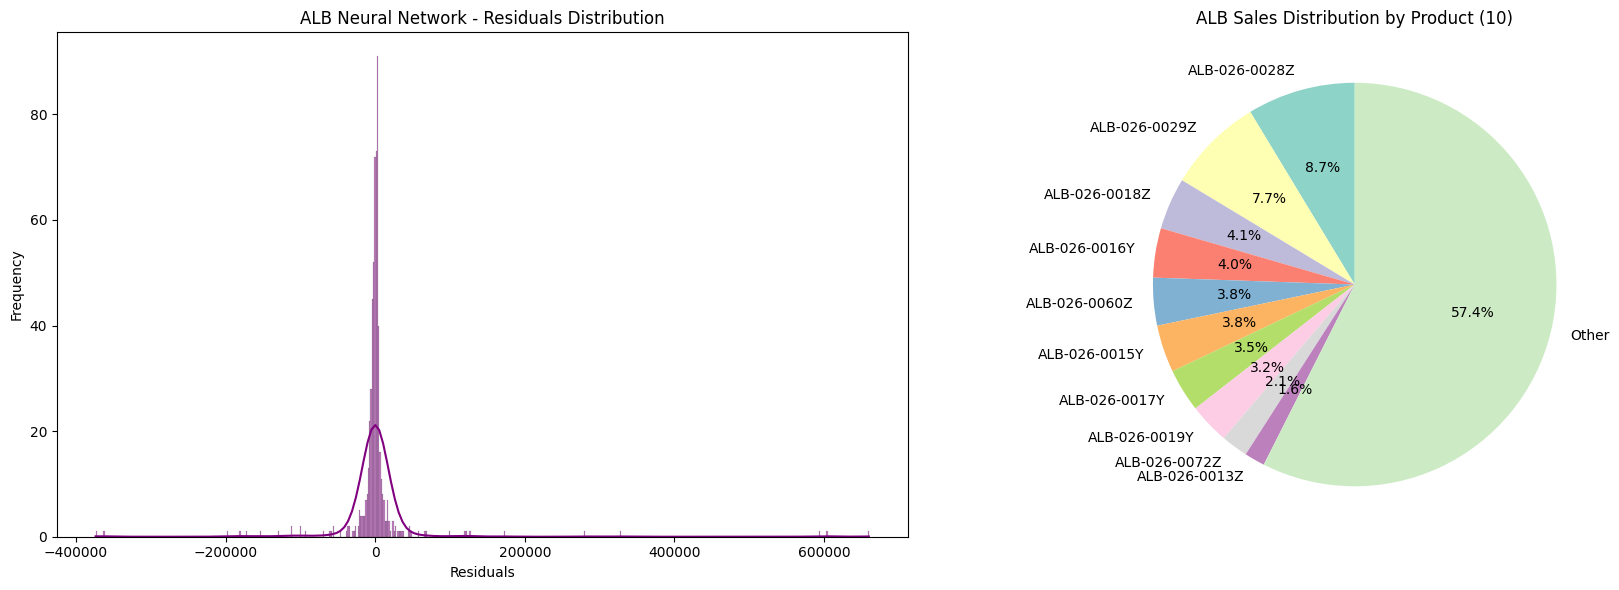 ALB Neural Network - Residuals Distribution
Frequency
80
60
40
20
0
−400000
−200000
0
200000
400000
600000
Residuals
ALB Sales Distribution by Product (10)
ALB-026-0028Z
8.7%
ALB-026-0029Z
7.7%
ALB-026-0018Z
4.1%
ALB-026-0016Y
4.0%
ALB-026-0060Z
3.8%
ALB-026-0015Y
3.8%
ALB-026-0017Y
3.5%
ALB-026-0019Y
3.2%
ALB-026-0072Z
2.1%
ALB-026-0013Z
1.6%
Other
57.4%